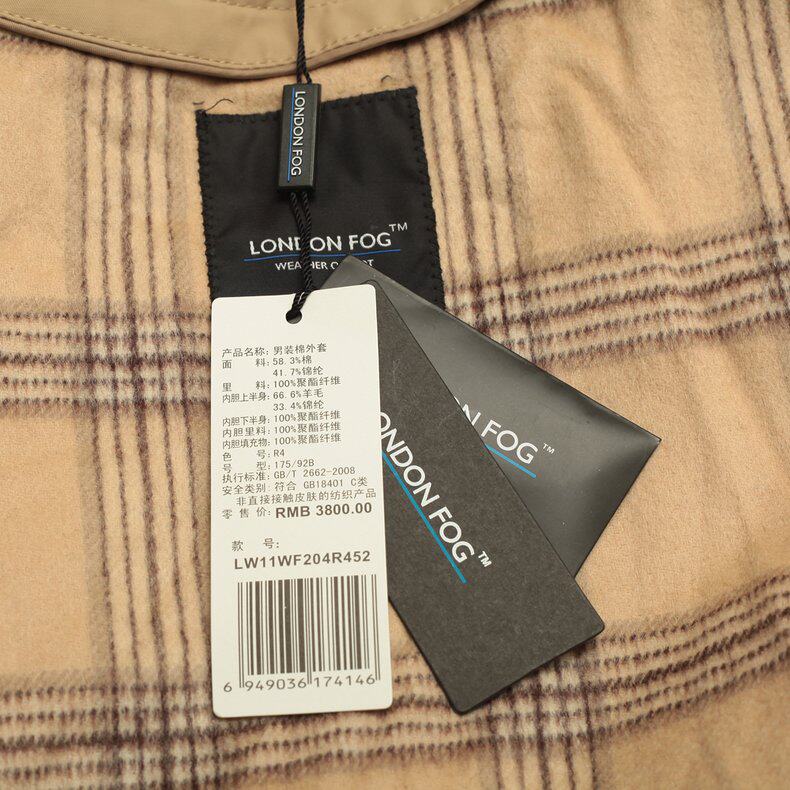 LONDON FOG
LONDON FOG™
WEATHER
产品名称: 男装棉外套
面 料: 58.3%棉
41.7%锦纶
里 料: 100%聚酯纤维
内胆上半身: 66.6%羊毛
33.4%锦纶
内胆下半身: 100%聚酯纤维
内胆里料: 100%聚酯纤维
内胆填充物: 100%聚酯纤维
色 号: R4
号 型: 175/92B
执行标准: GB/T 2662-2008
安全类别: 符合 GB18401 C类
非直接接触皮肤的纺织产品
零 售 价: RMB 3800.00
款 号:
LW11WF204R452
6 949036 174146
LONDON FOG™
FOG™